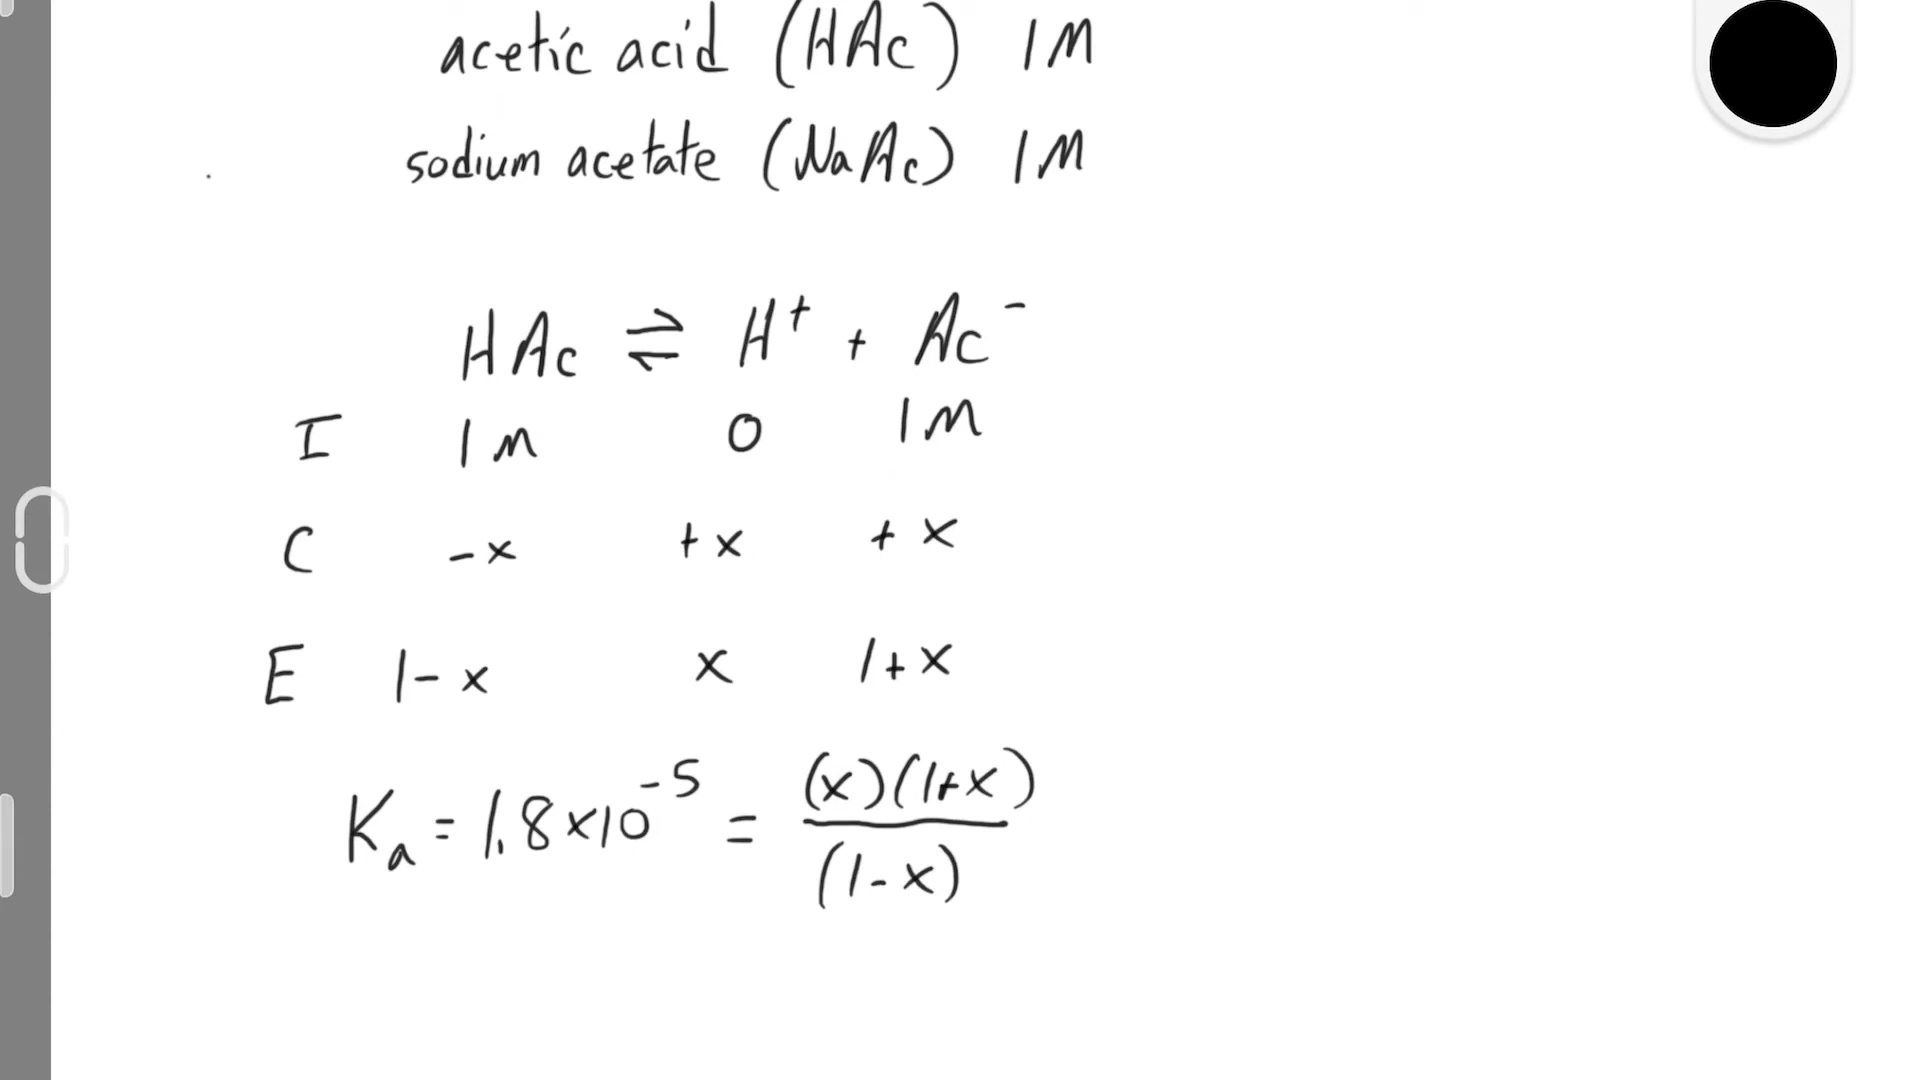 acetic acid (HAc) 1M
sodium acetate (NaAc) 1M
HAc ⇌ H⁺ + Ac⁻
I 1M 0 1M
C -x +x +x
E 1-x x 1+x
Kₐ = 1.8×10⁻⁵ = (x)(1+x)
(1-x)